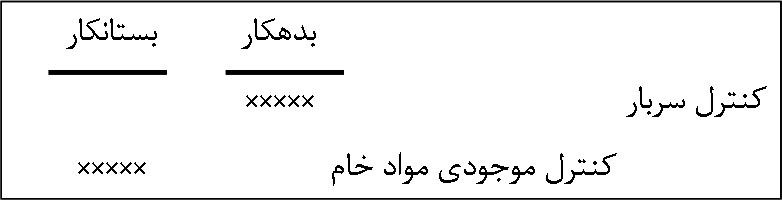 بدهکار بستانکار
کنترل سربار ×××××
کنترل موجودی مواد خام ×××××